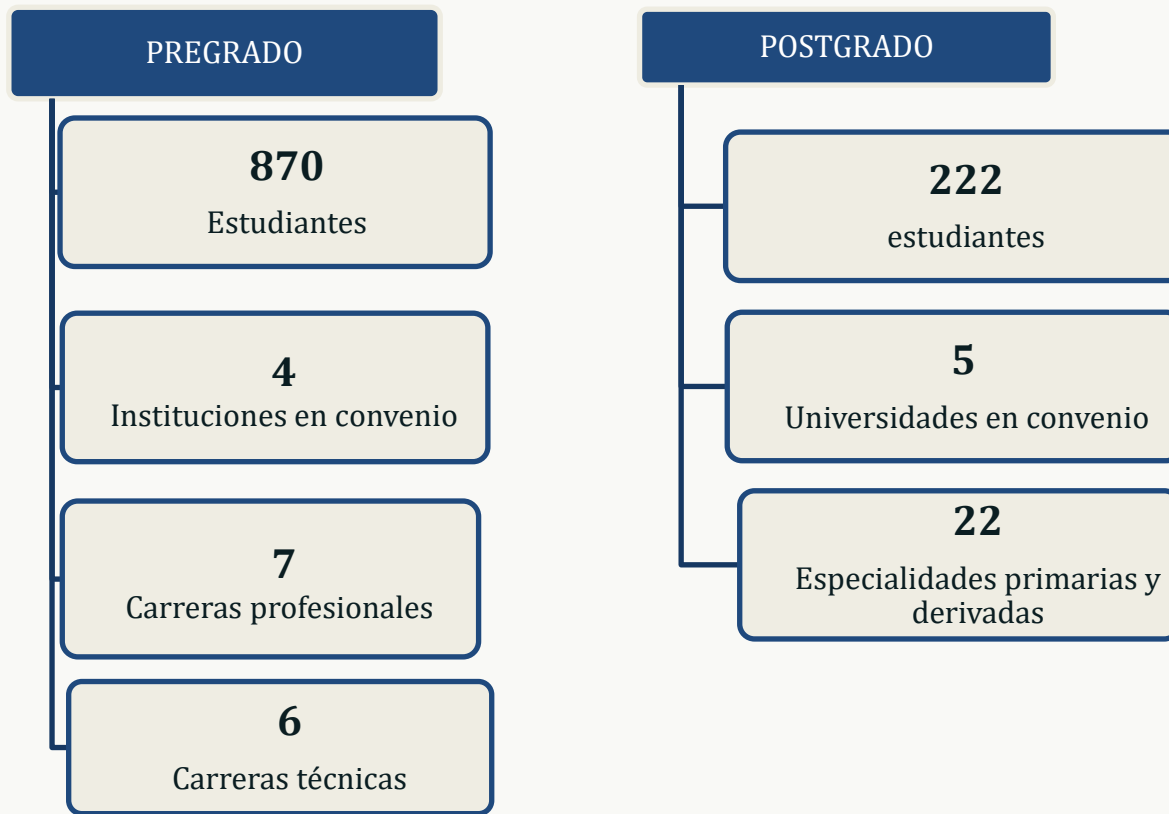 PREGRADO
870
Estudiantes
4
Instituciones en convenio
7
Carreras profesionales
6
Carreras técnicas
POSTGRADO
222
estudiantes
5
Universidades en convenio
22
Especialidades primarias y
derivadas